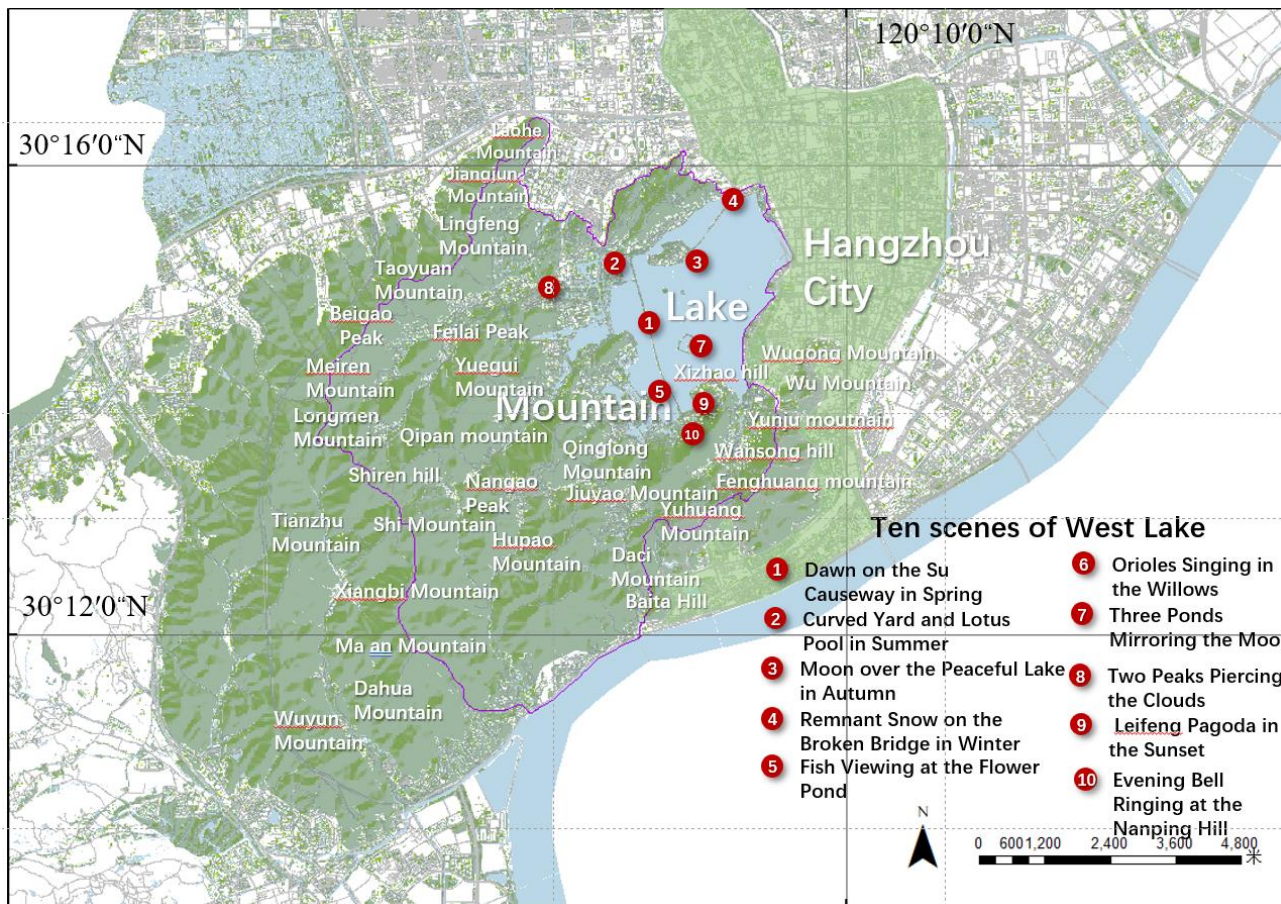 120°10′0″N
30°16′0“N
Laohe
Mountain
Jiangjun
Mountain
Lingfeng
Mountain
Taoyuan
Mountain
Beigao
Peak
Feilai Peak
Meiren
Mountain
Yuegui
Mountain
Longmen
Mountain
Qipan mountain
Shiren hill
Nangao
Peak
Tianzhu
Mountain
Shi Mountain
Hupao
Mountain
Xiangbi Mountain
30°12′0“N
Ma an Mountain
Dahua
Mountain
Wuyun
Mountain
Mountain
Qinglong
Mountain
Jiuyao Mountain
Yuhuang
Mountain
Daci
Mountain
Baita Hill
Lake
Hangzhou
City
Xizhao hill
Wugong Mountain
Wu Mountain
Yunju moutnain
Wansong hill
Fenghuang mountain
4
2
3
8
1
7
5
9
10
Ten scenes of West Lake
1 Dawn on the Su
Causeway in Spring
2 Curved Yard and Lotus
Pool in Summer
3 Moon over the Peaceful Lake
in Autumn
4 Remnant Snow on the
Broken Bridge in Winter
5 Fish Viewing at the Flower
Pond
6 Orioles Singing in
the Willows
7 Three Ponds
Mirroring the Moo
8 Two Peaks Piercing
the Clouds
9 Leifeng Pagoda in
the Sunset
10 Evening Bell
Ringing at the
Nanping Hill
N
0 600 1,200 2,400 3,600 4,800
米